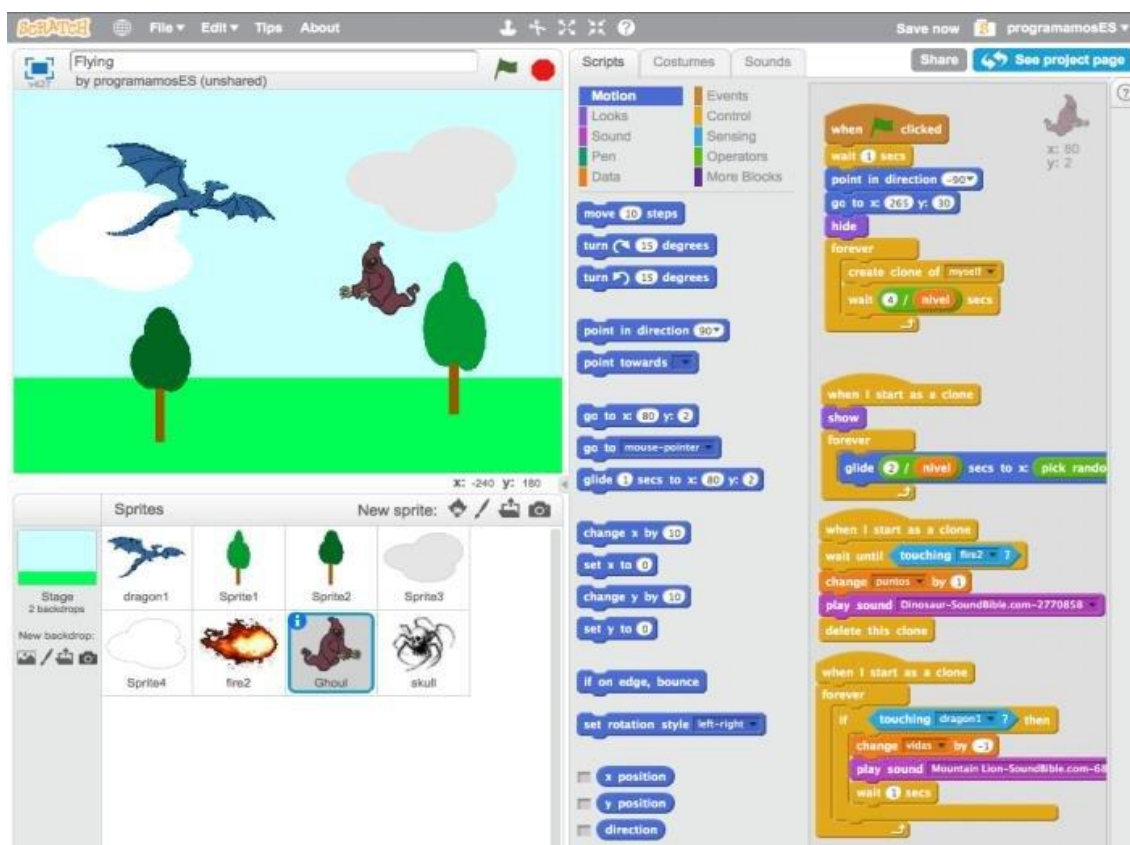 SCRATCH
File Edit Tips About
Save now programamosES
Flying
by programamosES (unshared)
v427
Scripts Costumes Sounds
Share See project page
Motion Events
Looks Control
Sound Sensing
Pen Operators
Data More Blocks
move 10 steps
turn 15 degrees
turn 15 degrees
point in direction 90
point towards
go to x: 80 y: 2
go to mouse-pointer
glide 1 secs to x: 80 y: 2
change x by 10
set x to 0
change y by 10
set y to 0
if on edge, bounce
set rotation style left-right
x position
y position
direction
x: 80
y: 2
when clicked
wait 1 secs
point in direction -90
go to x: 265 y: 30
hide
forever
create clone of myself
wait 4 / nivel secs
when I start as a clone
show
forever
glide 2 / nivel secs to x: pick rando
when I start as a clone
wait until touching fire2 ?
change puntos by 1
play sound Dinosaur-SoundBible.com-2770858
delete this clone
when I start as a clone
forever
if touching dragon1 ? then
change vidas by -1
play sound Mountain Lion-SoundBible.com-68
wait 1 secs
X: -240 Y: 180
Sprites New sprite:
Stage
2 backdrops
New backdrop:
dragon1 Sprite1 Sprite2 Sprite3
Sprite4 fire2 Ghoul skull